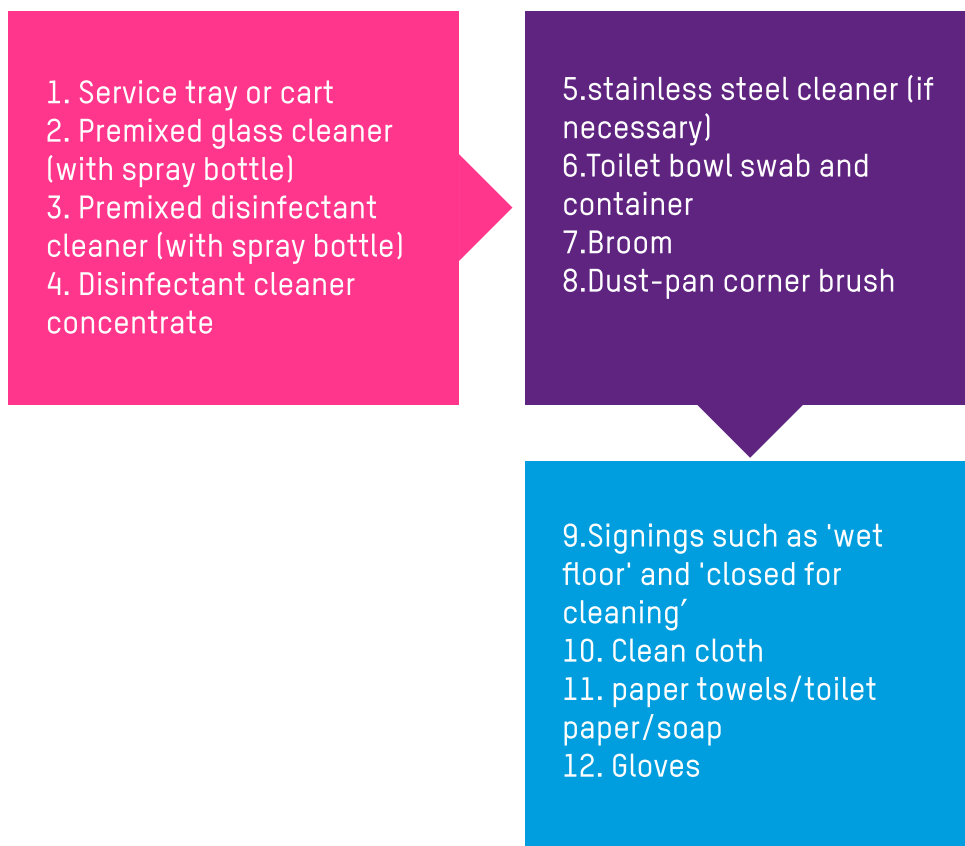 1. Service tray or cart
2. Premixed glass cleaner
(with spray bottle)
3. Premixed disinfectant
cleaner (with spray bottle)
4. Disinfectant cleaner
concentrate
5.stainless steel cleaner (if
necessary)
6.Toilet bowl swab and
container
7.Broom
8.Dust-pan corner brush
9.Signings such as 'wet
floor' and 'closed for
cleaning′
10. Clean cloth
11. paper towels/toilet
paper/soap
12. Gloves